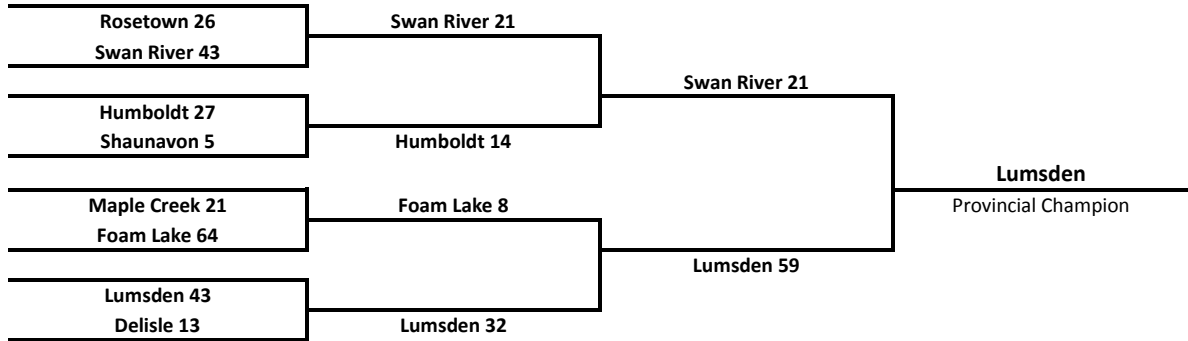 Rosetown 26
Swan River 43
Humboldt 27
Shaunavon 5
Maple Creek 21
Foam Lake 64
Lumsden 43
Delisle 13
Swan River 21
Humboldt 14
Foam Lake 8
Lumsden 32
Swan River 21
Lumsden 59
Lumsden
Provincial Champion